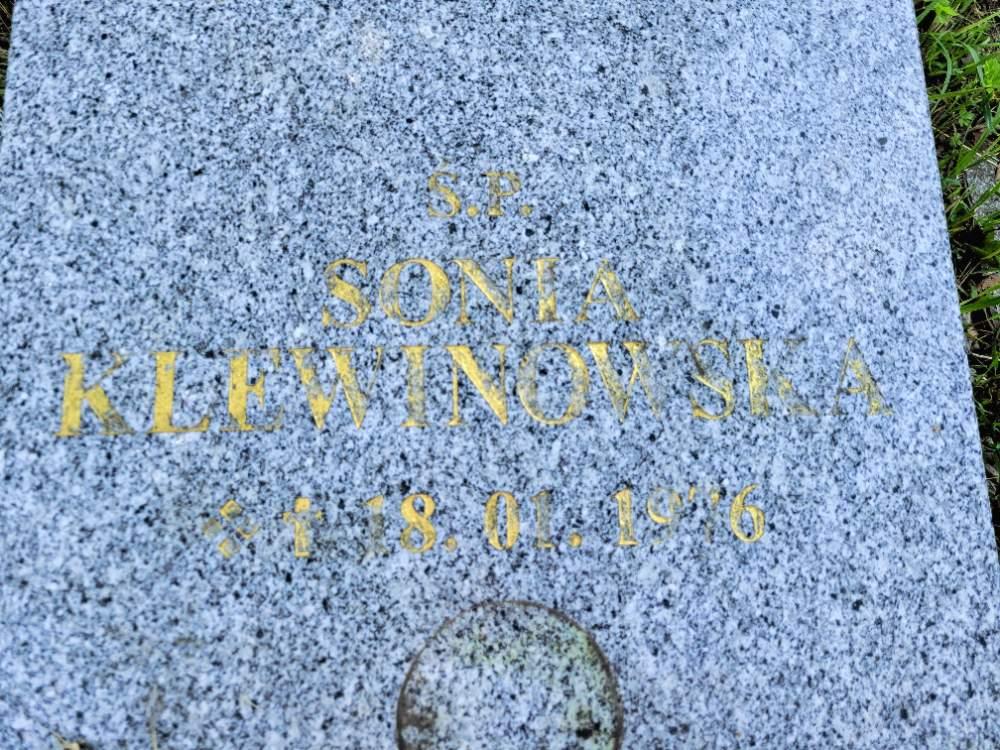 Ś.P.
SONIA
KLEWINOWSKA
✡ † 18. 01. 1976